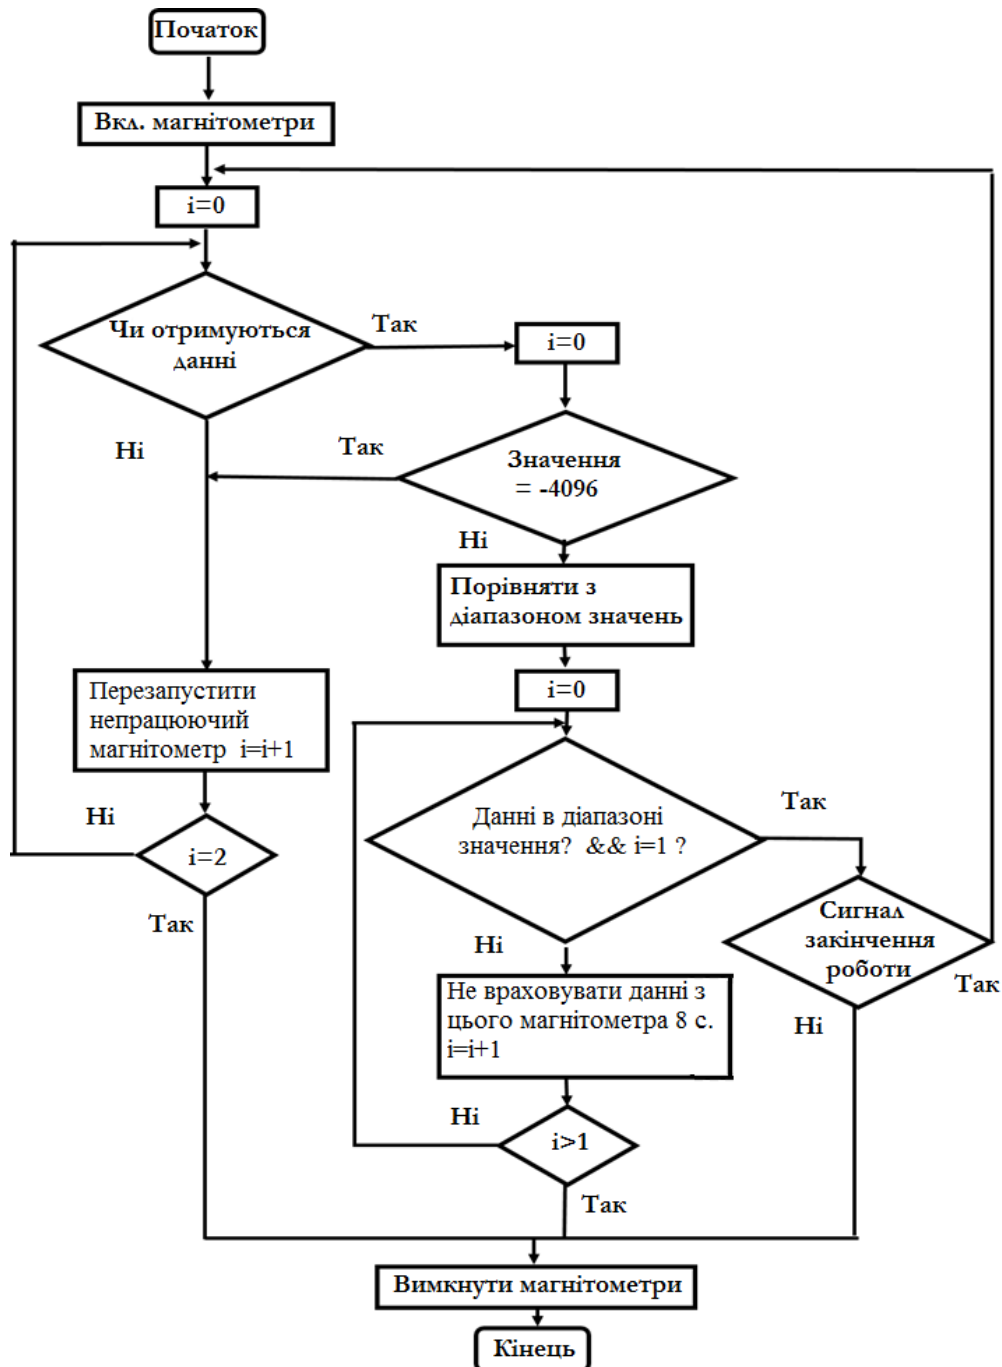 Початок
Вкл. магнітометри
i=0
Чи отримуються
данні
Так
i=0
Ні
Так
Значення
= -4096
Ні
Порівняти з
діапазоном значень
i=0
Перезапустити
непрацюючий
магнітометр i=i+1
Ні
i=2
Так
Данні в діапазоні
значення? && i=1 ?
Так
Сигнал
закінчення
роботи
Так
Ні
Ні
Не враховувати данні з
цього магнітометра 8 с.
i=i+1
Ні
i>1
Так
Вимкнути магнітометри
Кінець